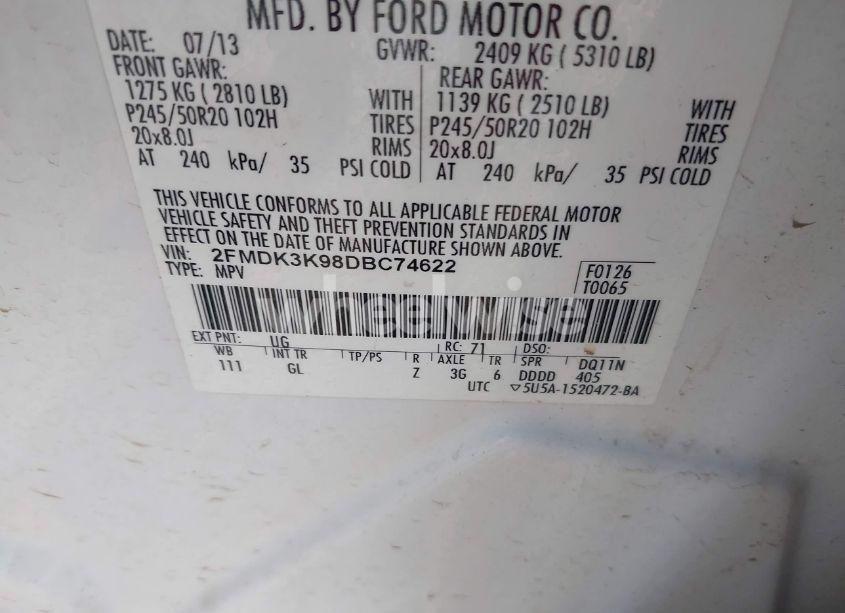 MFD. BY FORD MOTOR CO.
DATE: 07/13 GVWR: 2409 KG ( 5310 LB)
FRONT GAWR: REAR GAWR:
1275 KG ( 2810 LB) WITH 1139 KG ( 2510 LB) WITH
P245/50R20 102H TIRES P245/50R20 102H TIRES
20x8.0J RIMS 20x8.0J RIMS
AT 240 kPa/ 35 PSI COLD AT 240 kPa/ 35 PSI COLD
THIS VEHICLE CONFORMS TO ALL APPLICABLE FEDERAL MOTOR
VEHICLE SAFETY AND THEFT PREVENTION STANDARDS IN
EFFECT ON THE DATE OF MANUFACTURE SHOWN ABOVE.
VIN: 2FMDK3K98DBC74622
TYPE: MPV
F0126
T0065
wheelwise
EXT PNT: UG RC: 71 DSO:
WB INT TR TP/PS R AXLE TR SPR DQ11N
111 GL Z 3G 6 DDDD 405
UTC ▽5U5A-1520472-BA